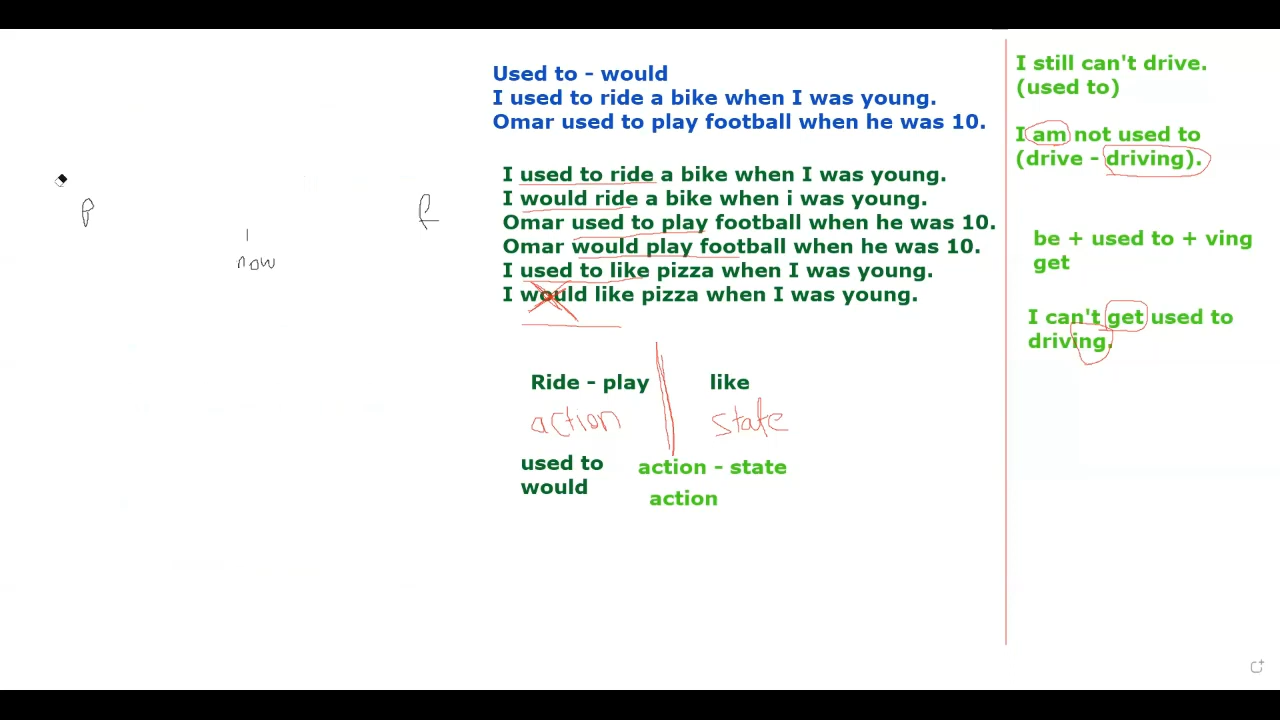 p
f
now
Used to - would
I used to ride a bike when I was young.
Omar used to play football when he was 10.
I used to ride a bike when I was young.
I would ride a bike when i was young.
Omar used to play football when he was 10.
Omar would play football when he was 10.
I used to like pizza when I was young.
I would like pizza when I was young.
Ride - play like
action state
used to action - state
would action
I still can't drive.
(used to)
I am not used to
(drive - driving).
be + used to + ving
get
I can't get used to
driving.